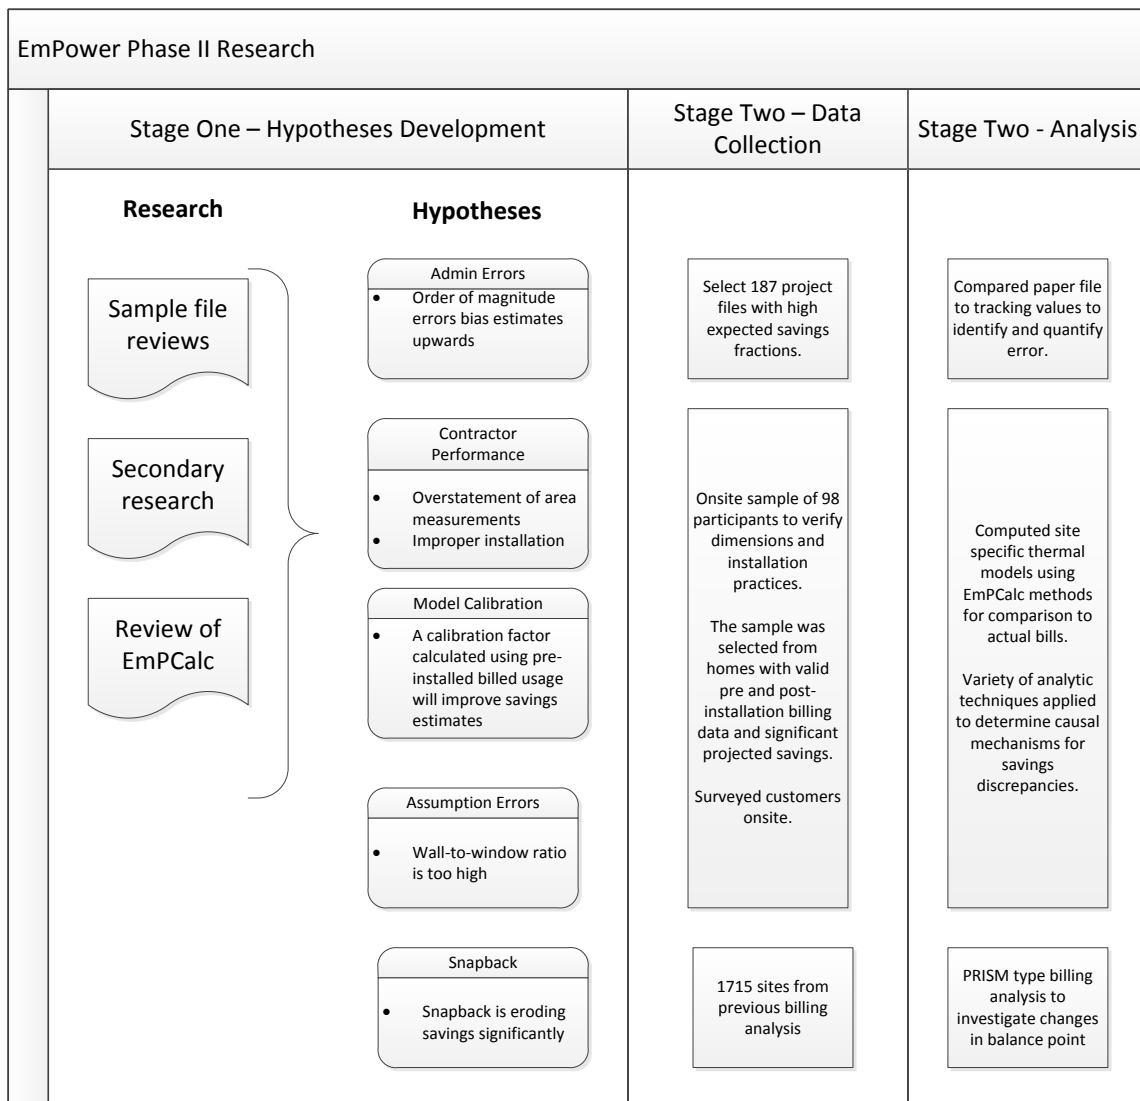 EmPower Phase II Research
Stage One – Hypotheses Development
Stage Two – Data
Collection
Stage Two - Analysis
Research
Hypotheses
Sample file
reviews
Secondary
research
Review of
EmPCalc
Admin Errors
• Order of magnitude
errors bias estimates
upwards
Contractor
Performance
• Overstatement of area
measurements
• Improper installation
Model Calibration
• A calibration factor
calculated using pre-
installed billed usage
will improve savings
estimates
Assumption Errors
• Wall-to-window ratio
is too high
Snapback
• Snapback is eroding
savings significantly
Select 187 project
files with high
expected savings
fractions.
Onsite sample of 98
participants to verify
dimensions and
installation
practices.
The sample was
selected from
homes with valid
pre and post-
installation billing
data and significant
projected savings.
Surveyed customers
onsite.
1715 sites from
previous billing
analysis
Compared paper file
to tracking values to
identify and quantify
error.
Computed site
specific thermal
models using
EmPCalc methods
for comparison to
actual bills.
Variety of analytic
techniques applied
to determine causal
mechanisms for
savings
discrepancies.
PRISM type billing
analysis to
investigate changes
in balance point